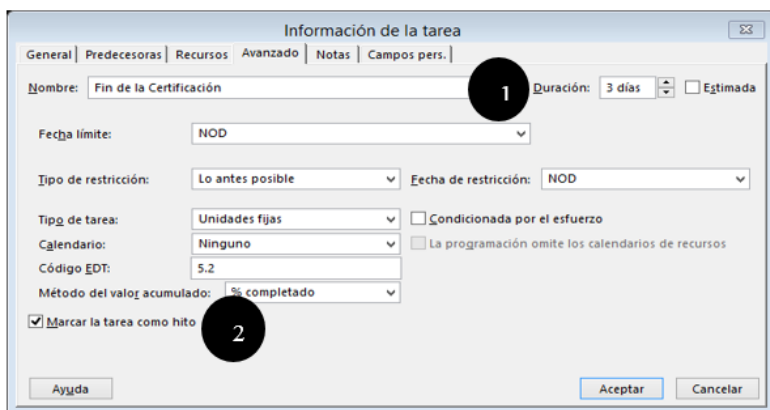 Información de la tarea
General Predecesoras Recursos Avanzado Notas Campos pers.
Nombre: Fin de la Certificación 1 Duración: 3 días Estimada
Fecha límite: NOD
Tipo de restricción: Lo antes posible Fecha de restricción: NOD
Tipo de tarea: Unidades fijas Condicionada por el esfuerzo
Calendario: Ninguno La programación omite los calendarios de recursos
Código EDT: 5.2
Método del valor acumulado: % completado
Marcar la tarea como hito 2
Ayuda Aceptar Cancelar